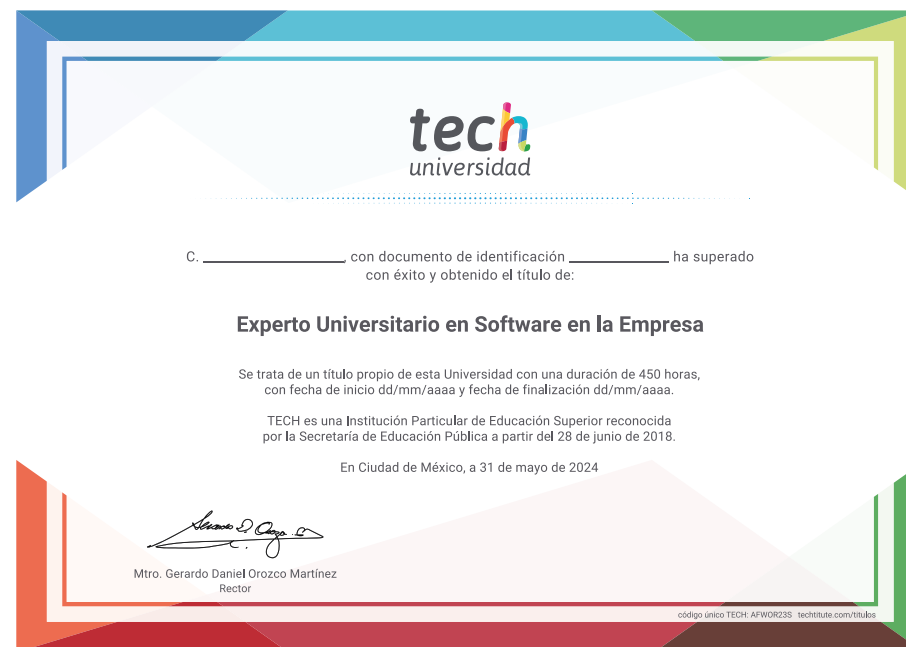 tech
universidad
C. ____________, con documento de identificación ____________ ha superado
con éxito y obtenido el título de:
Experto Universitario en Software en la Empresa
Se trata de un título propio de esta Universidad con una duración de 450 horas,
con fecha de inicio dd/mm/aaaa y fecha de finalización dd/mm/aaaa.
TECH es una Institución Particular de Educación Superior reconocida
por la Secretaría de Educación Pública a partir del 28 de junio de 2018.
En Ciudad de México, a 31 de mayo de 2024
Mtro. Gerardo Daniel Orozco Martínez
Rector
código único TECH: AFWOR23S techtitute.com/titulos